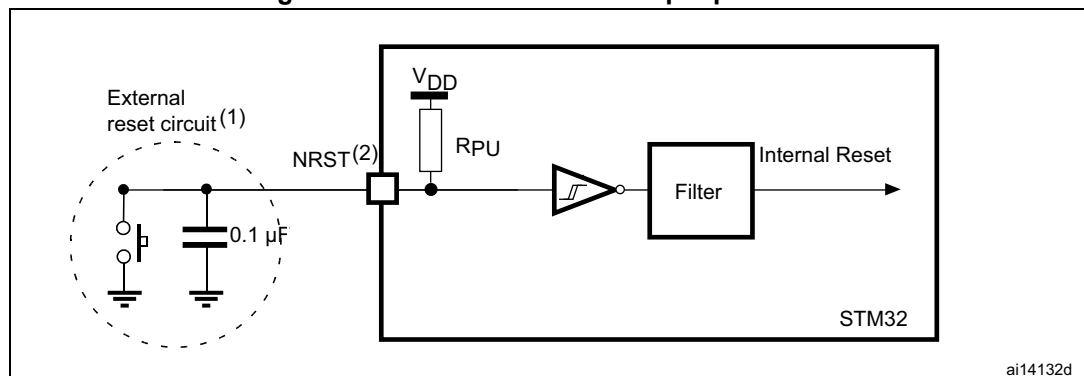 External
reset circuit(1)
NRST(2)
VDD
RPU
0.1 µF
Filter
Internal Reset
STM32
ai14132d